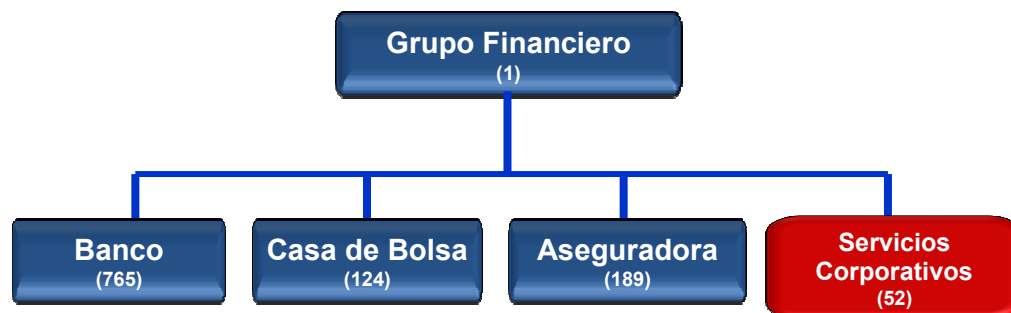 Grupo Financiero
(1)
Banco
(765)
Casa de Bolsa
(124)
Aseguradora
(189)
Servicios
Corporativos
(52)